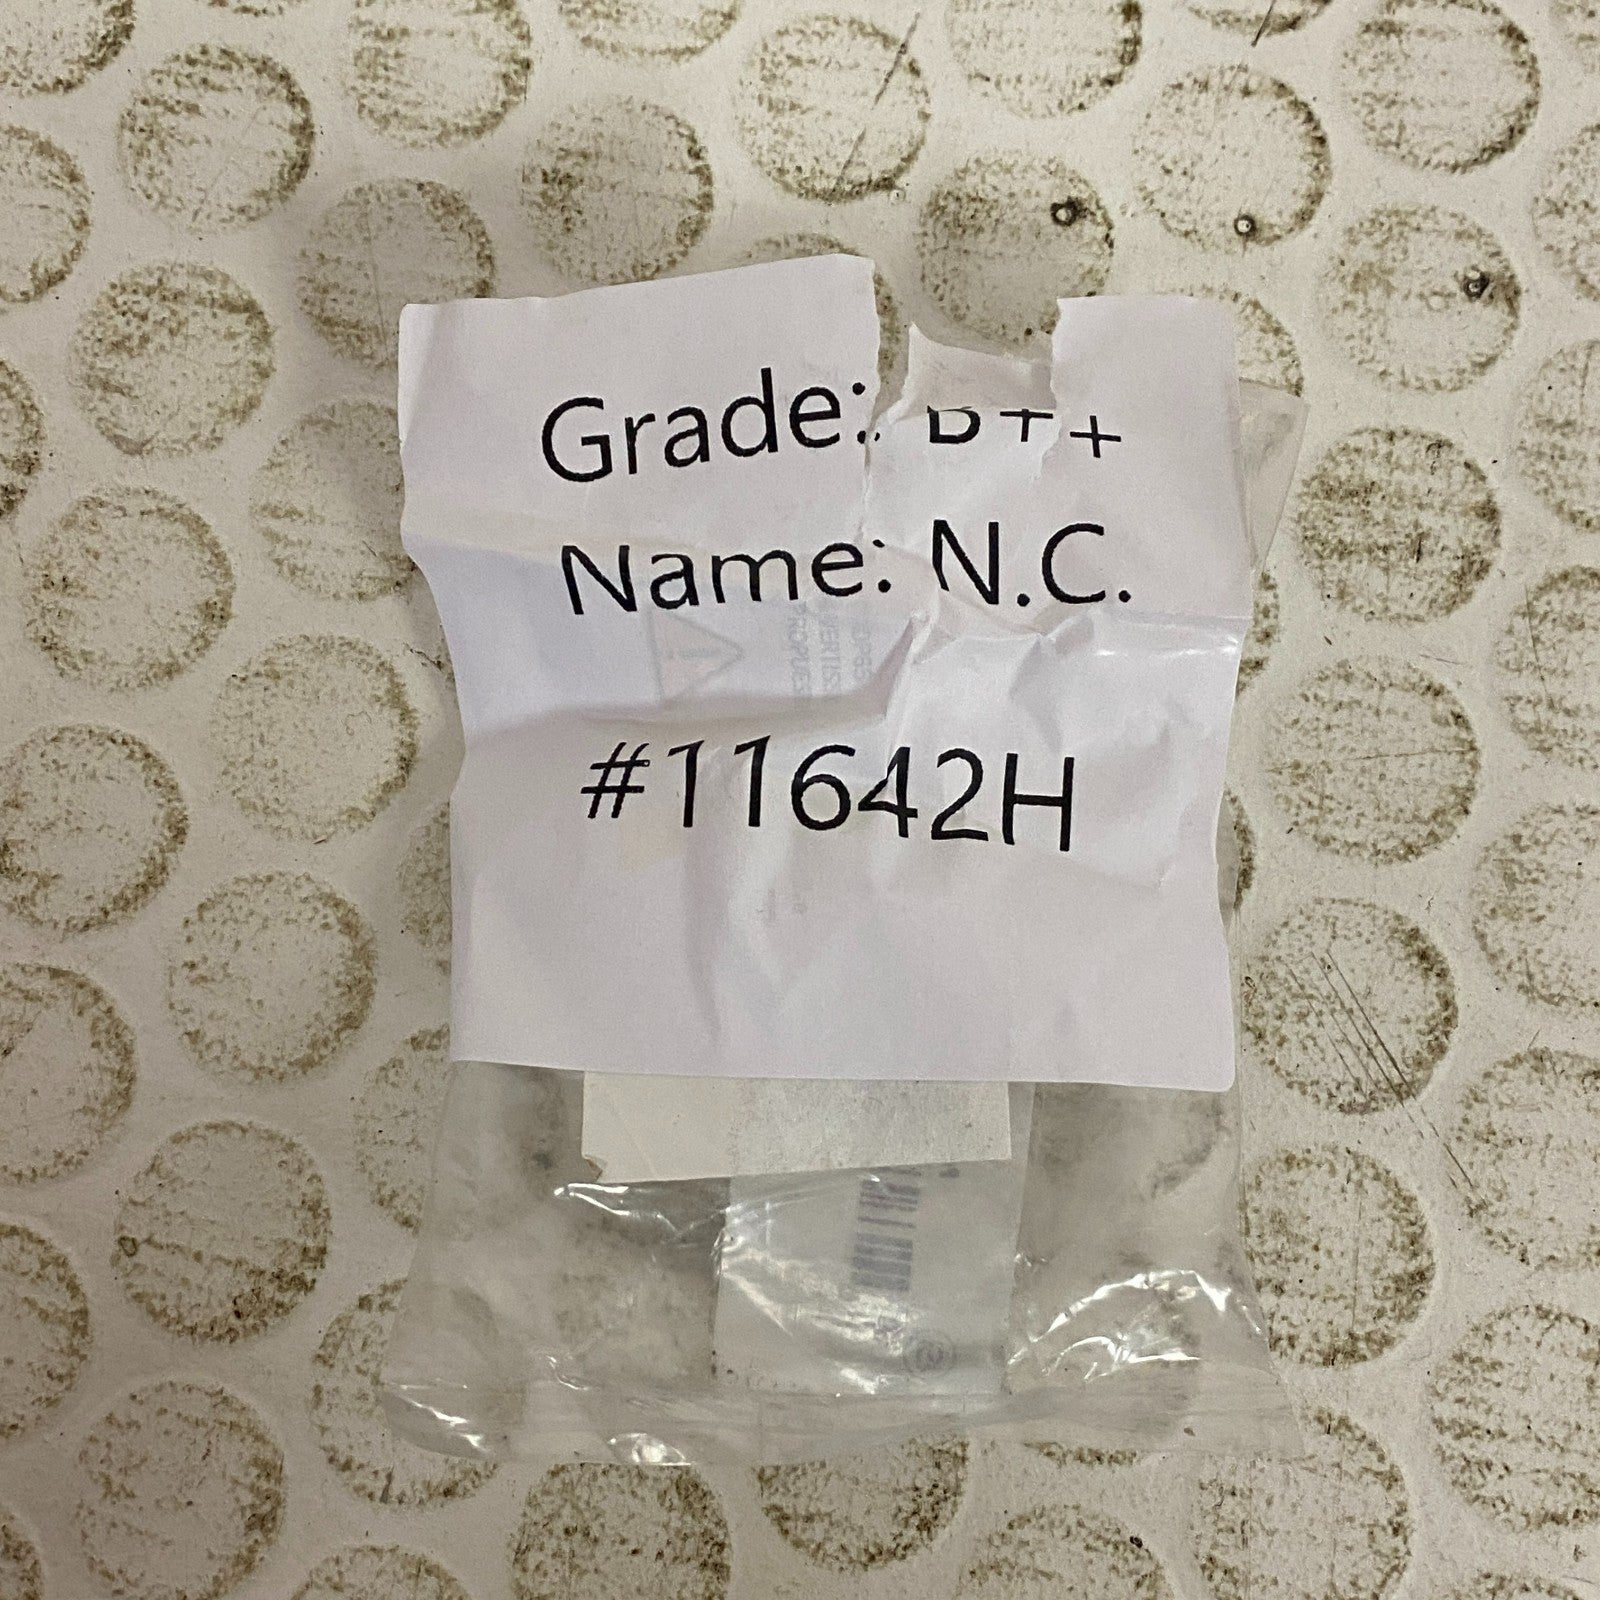 Grade: B++
Name: N.C.
#11642H